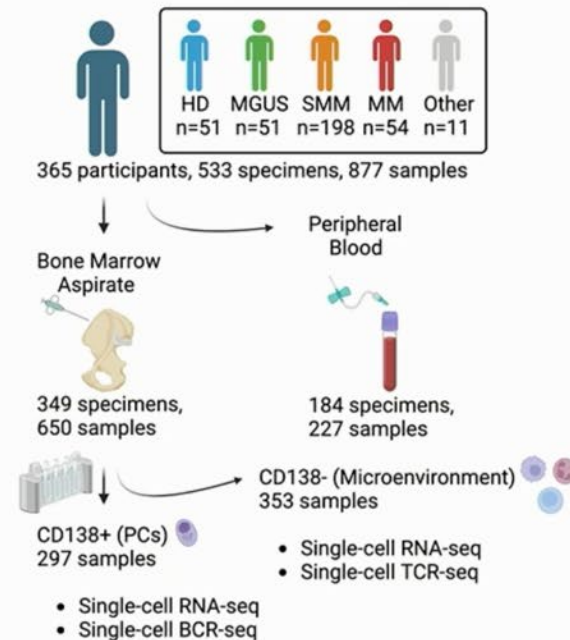 HD MGUS SMM MM Other
n=51 n=51 n=198 n=54 n=11
365 participants, 533 specimens, 877 samples
Bone Marrow
Aspirate
Peripheral
Blood
349 specimens,
650 samples
184 specimens,
227 samples
CD138+ (PCs)
297 samples
CD138- (Microenvironment)
353 samples
• Single-cell RNA-seq
• Single-cell TCR-seq
• Single-cell RNA-seq
• Single-cell BCR-seq